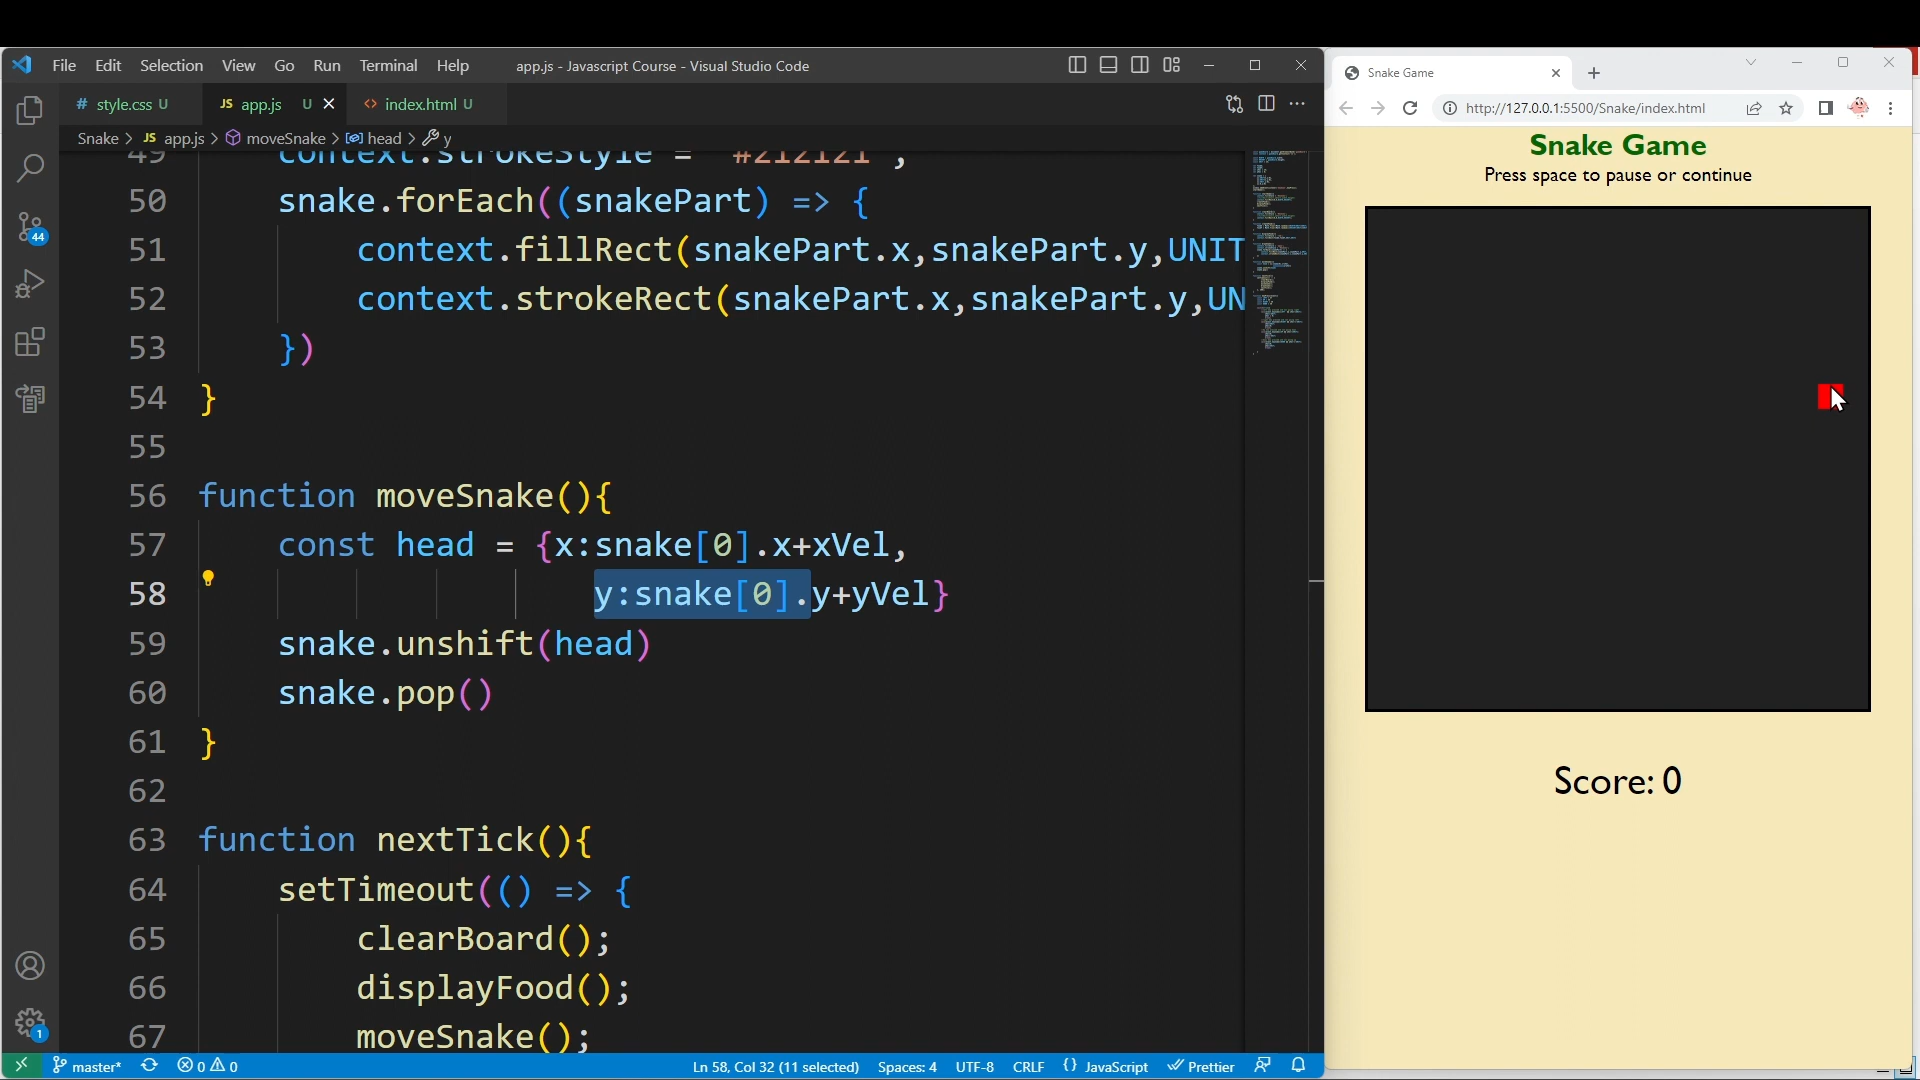 File Edit Selection View Go Run Terminal Help app.js - Javascript Course - Visual Studio Code
# style.css U JS app.js U <> index.html U
Snake > JS app.js > moveSnake > head > y
49 context.strokeStyle = "#212121";
50 snake.forEach((snakePart) => {
51 context.fillRect(snakePart.x,snakePart.y,UNIT
52 context.strokeRect(snakePart.x,snakePart.y,UN
53 })
54 }
55
56 function moveSnake(){
57 const head = {x:snake[0].x+xVel,
58 y:snake[0].y+yVel}
59 snake.unshift(head)
60 snake.pop()
61 }
62
63 function nextTick(){
64 setTimeout(() => {
65 clearBoard();
66 displayFood();
67 moveSnake();
44
1
master* 0 0 Ln 58, Col 32 (11 selected) Spaces: 4 UTF-8 CRLF {} JavaScript Prettier
Snake Game
http://127.0.0.1:5500/Snake/index.html
Snake Game
Press space to pause or continue
Score: 0